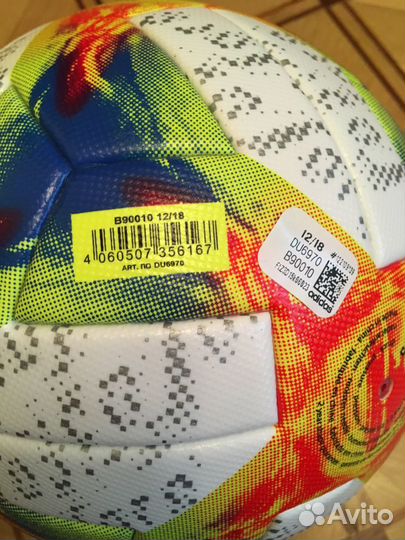 B90010 12/18
4 060507 356167
ART. ПО DU6970
12/18
DU6970
B90010
adidas
Avito